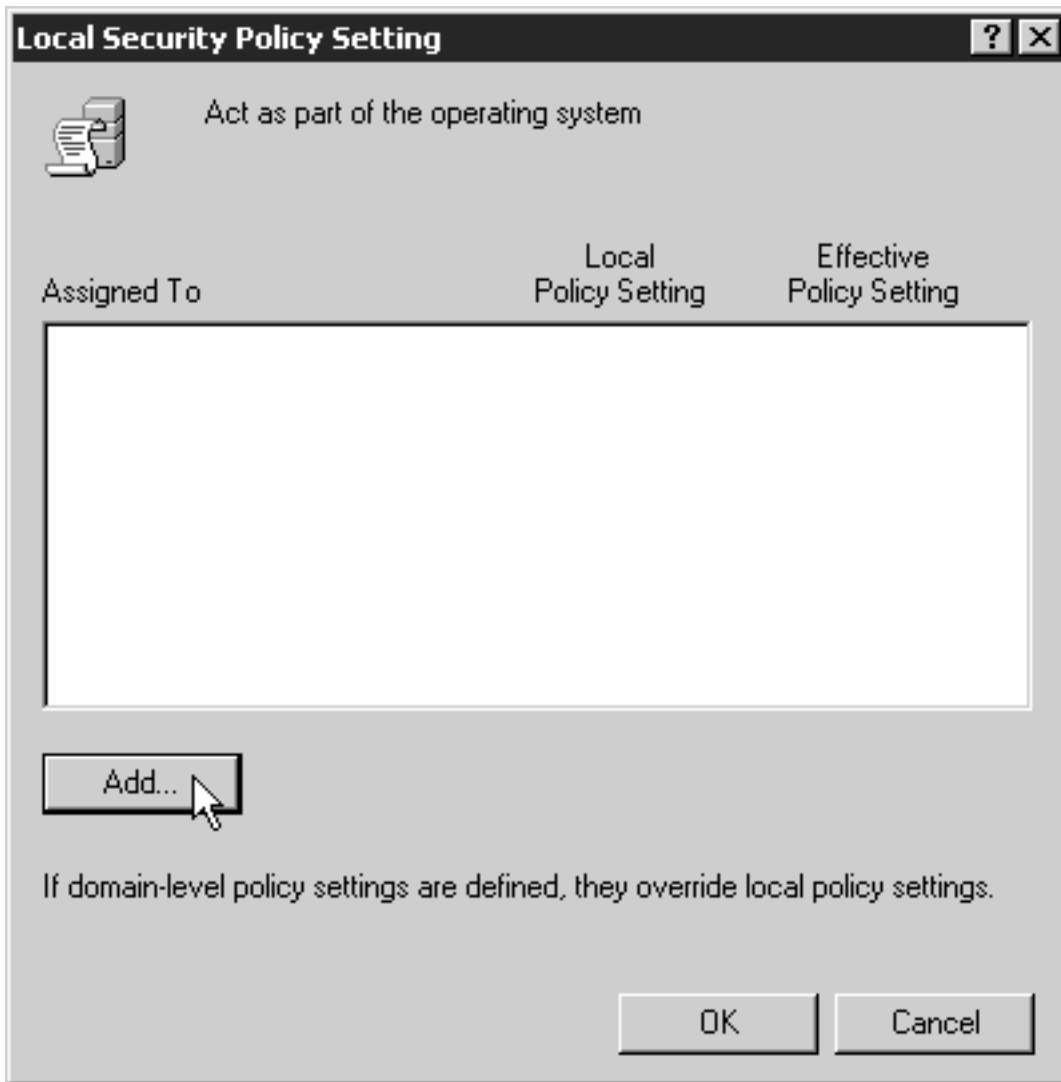 Local Security Policy Setting
Act as part of the operating system
Assigned To
Local
Policy Setting
Effective
Policy Setting
Add...
If domain-level policy settings are defined, they override local policy settings.
OK
Cancel